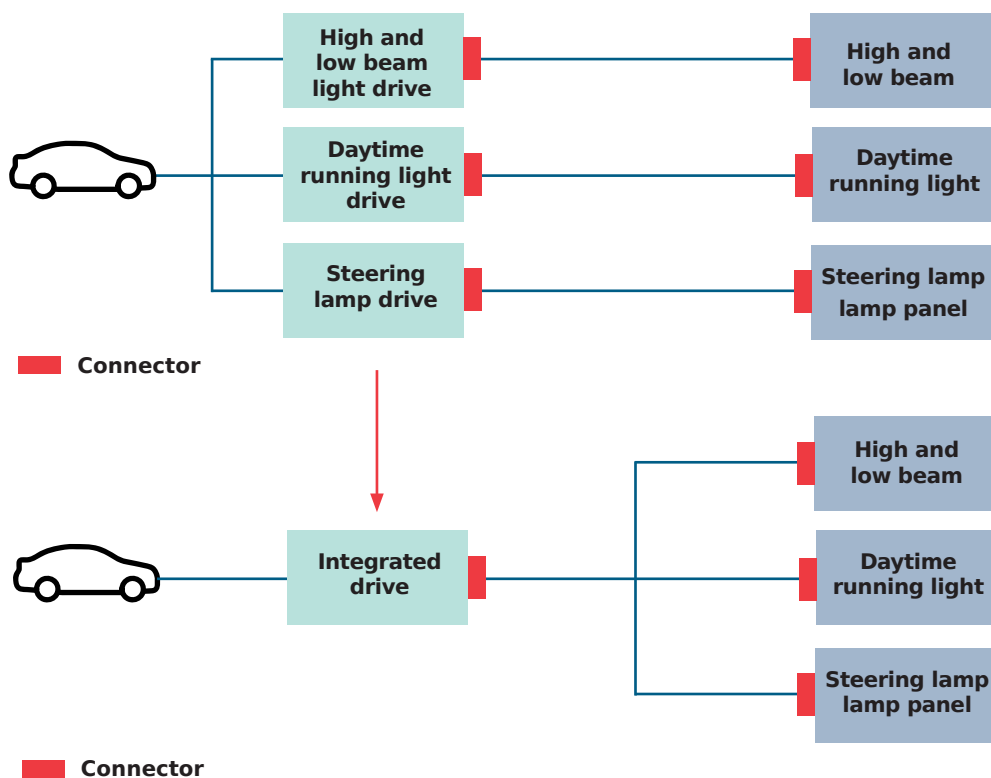 High and
low beam
light drive
High and
low beam
Daytime
running light
drive
Daytime
running light
Steering
lamp drive
Steering lamp
lamp panel
Connector
High and
low beam
Integrated
drive
Daytime
running light
Steering lamp
lamp panel
Connector